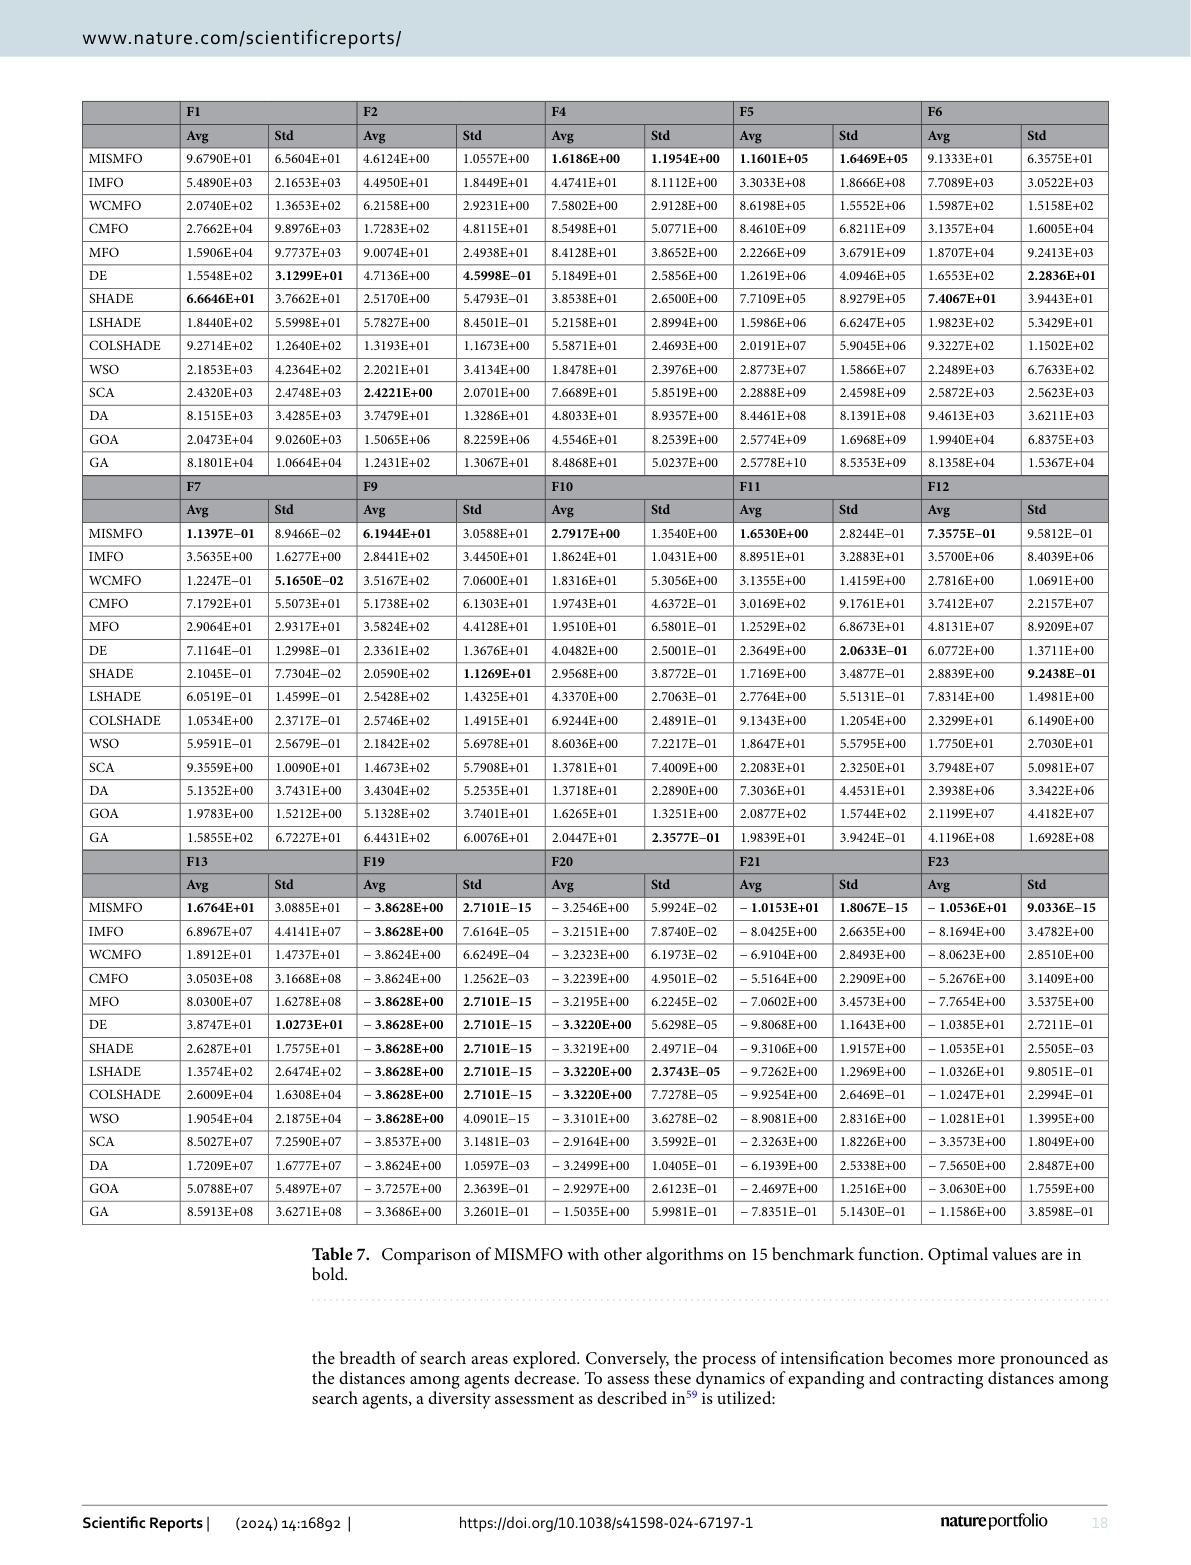 www.nature.com/scientificreports/
F1 F2 F4 F5 F6
Avg Std Avg Std Avg Std Avg Std Avg Std
MISMFO 9.6790E+01 6.5604E+01 4.6124E+00 1.0557E+00 1.6186E+00 1.1954E+00 1.1601E+05 1.6469E+05 9.1333E+01 6.3575E+01
IMFO 5.4890E+03 2.1653E+03 4.4950E+01 1.8449E+01 4.4741E+01 8.1112E+00 3.3033E+08 1.8666E+08 7.7089E+03 3.0522E+03
WCMFO 2.0740E+02 1.3653E+02 6.2158E+00 2.9231E+00 7.5802E+00 2.9128E+00 8.6198E+05 1.5552E+06 1.5987E+02 1.5158E+02
CMFO 2.7662E+04 9.8976E+03 1.7283E+02 4.8115E+01 8.5498E+01 5.0771E+00 8.4610E+09 6.8211E+09 3.1357E+04 1.6005E+04
MFO 1.5906E+04 9.7737E+03 9.0074E+01 2.4938E+01 8.4128E+01 3.8652E+00 2.2266E+09 3.6791E+09 1.8707E+04 9.2413E+03
DE 1.5548E+02 3.1299E+01 4.7136E+00 4.5998E−01 5.1849E+01 2.5856E+00 1.2619E+06 4.0946E+05 1.6553E+02 2.2836E+01
SHADE 6.6646E+01 3.7662E+01 2.5170E+00 5.4793E−01 3.8538E+01 2.6500E+00 7.7109E+05 8.9279E+05 7.4067E+01 3.9443E+01
LSHADE 1.8440E+02 5.5998E+01 5.7827E+00 8.4501E−01 5.2158E+01 2.8994E+00 1.5986E+06 6.6247E+05 1.9823E+02 5.3429E+01
COLSHADE 9.2714E+02 1.2640E+02 1.3193E+01 1.1673E+00 5.5871E+01 2.4693E+00 2.0191E+07 5.9045E+06 9.3227E+02 1.1502E+02
WSO 2.1853E+03 4.2364E+02 2.2021E+01 3.4134E+00 1.8478E+01 2.3976E+00 2.8773E+07 1.5866E+07 2.2489E+03 6.7633E+02
SCA 2.4320E+03 2.4748E+03 2.4221E+00 2.0701E+00 7.6689E+01 5.8519E+00 2.2888E+09 2.4598E+09 2.5872E+03 2.5623E+03
DA 8.1515E+03 3.4285E+03 3.7479E+01 1.3286E+01 4.8033E+01 8.9357E+00 8.4461E+08 8.1391E+08 9.4613E+03 3.6211E+03
GOA 2.0473E+04 9.0260E+03 1.5065E+06 8.2259E+06 4.5546E+01 8.2539E+00 2.5774E+09 1.6968E+09 1.9940E+04 6.8375E+03
GA 8.1801E+04 1.0664E+04 1.2431E+02 1.3067E+01 8.4868E+01 5.0237E+00 2.5778E+10 8.5353E+09 8.1358E+04 1.5367E+04
F7 F9 F10 F11 F12
Avg Std Avg Std Avg Std Avg Std Avg Std
MISMFO 1.1397E−01 8.9466E−02 6.1944E+01 3.0588E+01 2.7917E+00 1.3540E+00 1.6530E+00 2.8244E−01 7.3575E−01 9.5812E−01
IMFO 3.5635E+00 1.6277E+00 2.8441E+02 3.4450E+01 1.8624E+01 1.0431E+00 8.8951E+01 3.2883E+01 3.5700E+06 8.4039E+06
WCMFO 1.2247E−01 5.1650E−02 3.5167E+02 7.0600E+01 1.8316E+01 5.3056E+00 3.1355E+00 1.4159E+00 2.7816E+00 1.0691E+00
CMFO 7.1792E+01 5.5073E+01 5.1738E+02 6.1303E+01 1.9743E+01 4.6372E−01 3.0169E+02 9.1761E+01 3.7412E+07 2.2157E+07
MFO 2.9064E+01 2.9317E+01 3.5824E+02 4.4128E+01 1.9510E+01 6.5801E−01 1.2529E+02 6.8673E+01 4.8131E+07 8.9209E+07
DE 7.1164E−01 1.2998E−01 2.3361E+02 1.3676E+01 4.0482E+00 2.5001E−01 2.3649E+00 2.0633E−01 6.0772E+00 1.3711E+00
SHADE 2.1045E−01 7.7304E−02 2.0590E+02 1.1269E+01 2.9568E+00 3.8772E−01 1.7169E+00 3.4877E−01 2.8839E+00 9.2438E−01
LSHADE 6.0519E−01 1.4599E−01 2.5428E+02 1.4325E+01 4.3370E+00 2.7063E−01 2.7764E+00 5.5131E−01 7.8314E+00 1.4981E+00
COLSHADE 1.0534E+00 2.3717E−01 2.5746E+02 1.4915E+01 6.9244E+00 2.4891E−01 9.1343E+00 1.2054E+00 2.3299E+01 6.1490E+00
WSO 5.9591E−01 2.5679E−01 2.1842E+02 5.6978E+01 8.6036E+00 7.2217E−01 1.8647E+01 5.5795E+00 1.7750E+01 2.7030E+01
SCA 9.3559E+00 1.0090E+01 1.4673E+02 5.7908E+01 1.3781E+01 7.4009E+00 2.2083E+01 2.3250E+01 3.7948E+07 5.0981E+07
DA 5.1352E+00 3.7431E+00 3.4304E+02 5.2535E+01 1.3718E+01 2.2890E+00 7.3036E+01 4.4531E+01 2.3938E+06 3.3422E+06
GOA 1.9783E+00 1.5212E+00 5.1328E+02 3.7401E+01 1.6265E+01 1.3251E+00 2.0877E+02 1.5744E+02 2.1199E+07 4.4182E+07
GA 1.5855E+02 6.7227E+01 6.4431E+02 6.0076E+01 2.0447E+01 2.3577E−01 1.9839E+01 3.9424E−01 4.1196E+08 1.6928E+08
F13 F19 F20 F21 F23
Avg Std Avg Std Avg Std Avg Std Avg Std
MISMFO 1.6764E+01 3.0885E+01 − 3.8628E+00 2.7101E−15 − 3.2546E+00 5.9924E−02 − 1.0153E+01 1.8067E−15 − 1.0536E+01 9.0336E−15
IMFO 6.8967E+07 4.4141E+07 − 3.8628E+00 7.6164E−05 − 3.2151E+00 7.8740E−02 − 8.0425E+00 2.6635E+00 − 8.1694E+00 3.4782E+00
WCMFO 1.8912E+01 1.4737E+01 − 3.8624E+00 6.6249E−04 − 3.2323E+00 6.1973E−02 − 6.9104E+00 2.8493E+00 − 8.0623E+00 2.8510E+00
CMFO 3.0503E+08 3.1668E+08 − 3.8624E+00 1.2562E−03 − 3.2239E+00 4.9501E−02 − 5.5164E+00 2.2909E+00 − 5.2676E+00 3.1409E+00
MFO 8.0300E+07 1.6278E+08 − 3.8628E+00 2.7101E−15 − 3.2195E+00 6.2245E−02 − 7.0602E+00 3.4573E+00 − 7.7654E+00 3.5375E+00
DE 3.8747E+01 1.0273E+01 − 3.8628E+00 2.7101E−15 − 3.3220E+00 5.6298E−05 − 9.8068E+00 1.1643E+00 − 1.0385E+01 2.7211E−01
SHADE 2.6287E+01 1.7575E+01 − 3.8628E+00 2.7101E−15 − 3.3219E+00 2.4971E−04 − 9.3106E+00 1.9157E+00 − 1.0535E+01 2.5505E−03
LSHADE 1.3574E+02 2.6474E+02 − 3.8628E+00 2.7101E−15 − 3.3220E+00 2.3743E−05 − 9.7262E+00 1.2969E+00 − 1.0326E+01 9.8051E−01
COLSHADE 2.6009E+04 1.6308E+04 − 3.8628E+00 2.7101E−15 − 3.3220E+00 7.7278E−05 − 9.9254E+00 2.6469E−01 − 1.0247E+01 2.2994E−01
WSO 1.9054E+04 2.1875E+04 − 3.8628E+00 4.0901E−15 − 3.3101E+00 3.6278E−02 − 8.9081E+00 2.8316E+00 − 1.0281E+01 1.3995E+00
SCA 8.5027E+07 7.2590E+07 − 3.8537E+00 3.1481E−03 − 2.9164E+00 3.5992E−01 − 2.3263E+00 1.8226E+00 − 3.3573E+00 1.8049E+00
DA 1.7209E+07 1.6777E+07 − 3.8624E+00 1.0597E−03 − 3.2499E+00 1.0405E−01 − 6.1939E+00 2.5338E+00 − 7.5650E+00 2.8487E+00
GOA 5.0788E+07 5.4897E+07 − 3.7257E+00 2.3639E−01 − 2.9297E+00 2.6123E−01 − 2.4697E+00 1.2516E+00 − 3.0630E+00 1.7559E+00
GA 8.5913E+08 3.6271E+08 − 3.3686E+00 3.2601E−01 − 1.5035E+00 5.9981E−01 − 7.8351E−01 5.1430E−01 − 1.1586E+00 3.8598E−01
Table 7. Comparison of MISMFO with other algorithms on 15 benchmark function. Optimal values are in
bold.
the breadth of search areas explored. Conversely, the process of intensification becomes more pronounced as
the distances among agents decrease. To assess these dynamics of expanding and contracting distances among
search agents, a diversity assessment as described in59 is utilized:
Scientific Reports | (2024) 14:16892 | https://doi.org/10.1038/s41598-024-67197-1 nature portfolio 18